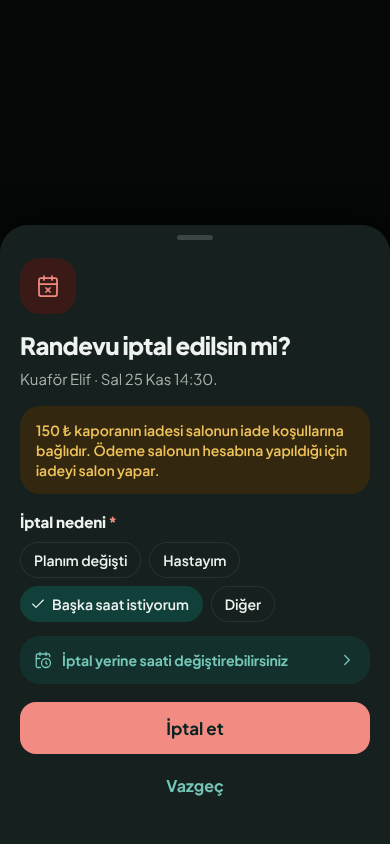 Randevu iptal edilsin mi?
Kuaför Elif · Sal 25 Kas 14:30.
150 ₺ kaporanın iadesi salonun iade koşullarına
bağlıdır. Ödeme salonun hesabına yapıldığı için
iadeyi salon yapar.
İptal nedeni *
Planım değişti
Hastayım
Başka saat istiyorum
Diğer
İptal yerine saati değiştirebilirsiniz
İptal et
Vazgeç